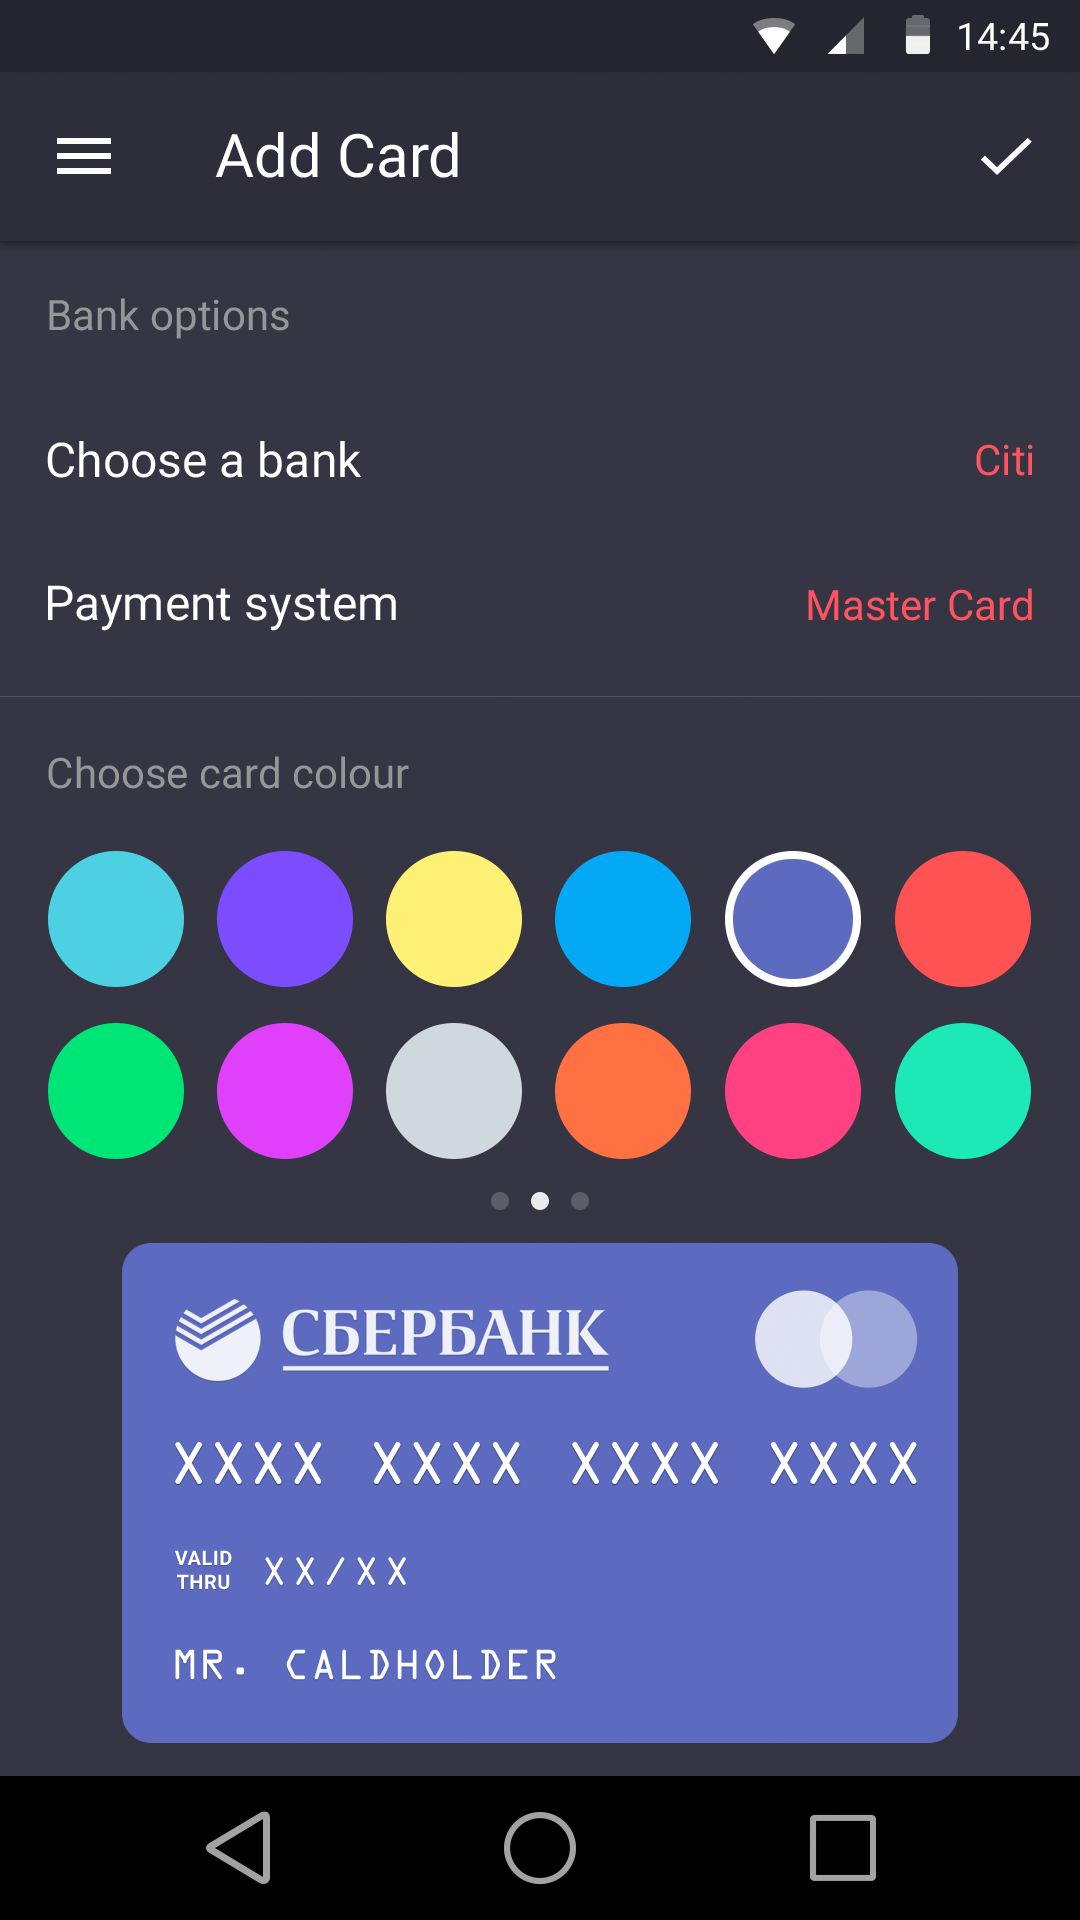 14:45
Add Card
Bank options
Choose a bank Citi
Payment system Master Card
Choose card colour
СБЕРБАНК
XXXX XXXX XXXX XXXX
VALID
THRU XX/XX
MR. CALDHOLDER